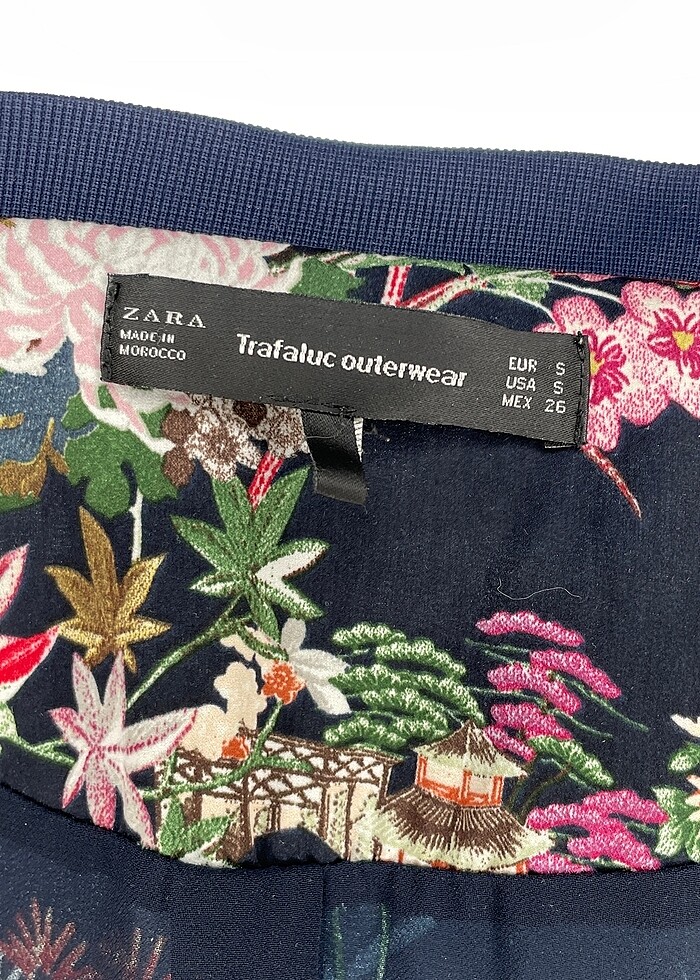 ZARA
MADE IN
MOROCCO
Trafaluc outerwear
EUR S
USA S
MEX 26